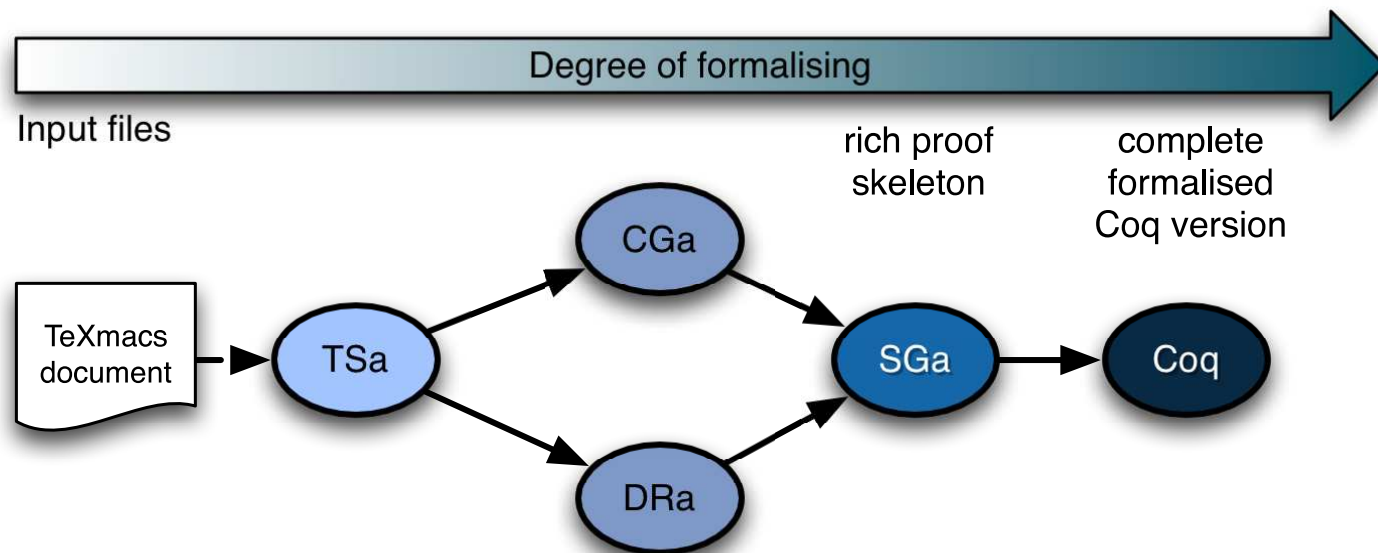 Degree of formalising
Input files
rich proof
skeleton
complete
formalised
Coq version
CGa
TeXmacs
document
TSa
SGa
Coq
DRa